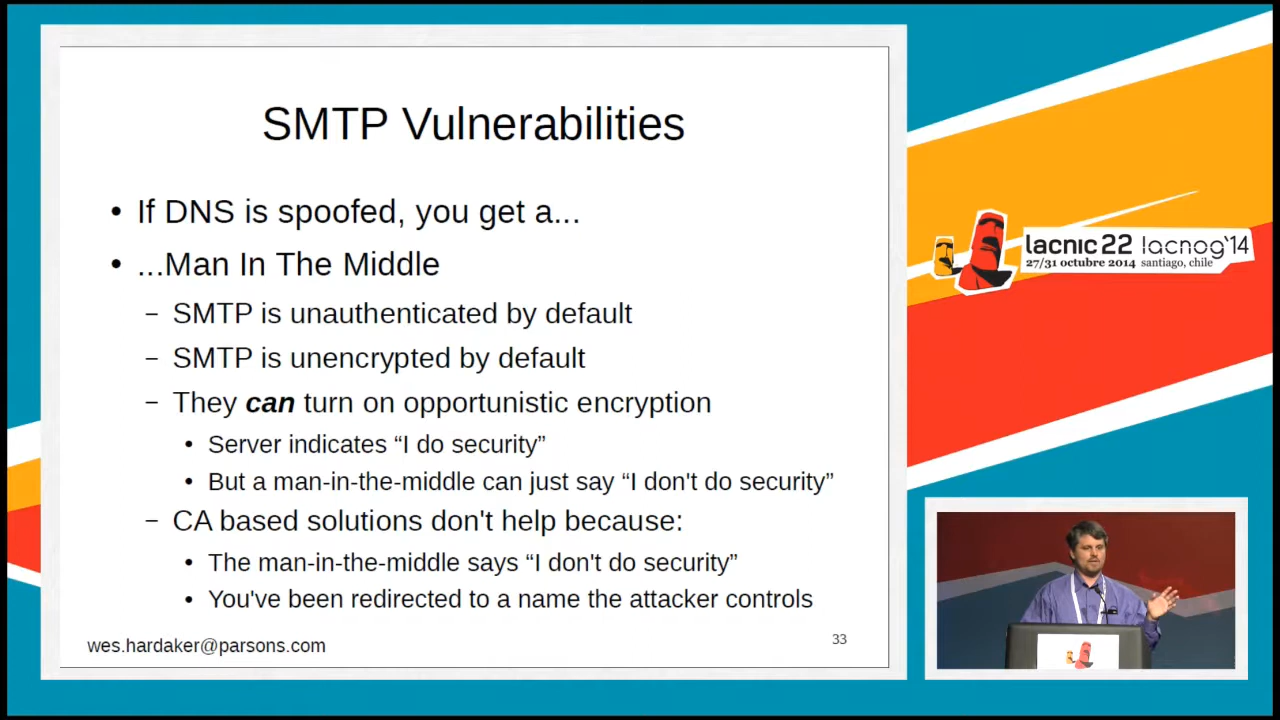 SMTP Vulnerabilities
• If DNS is spoofed, you get a...
• ...Man In The Middle
– SMTP is unauthenticated by default
– SMTP is unencrypted by default
– They can turn on opportunistic encryption
• Server indicates “I do security”
• But a man-in-the-middle can just say “I don't do security”
– CA based solutions don't help because:
• The man-in-the-middle says “I don't do security”
• You've been redirected to a name the attacker controls
wes.hardaker@parsons.com
33
lacnic 22 lacnog'14
27/31 octubre 2014 santiago, chile